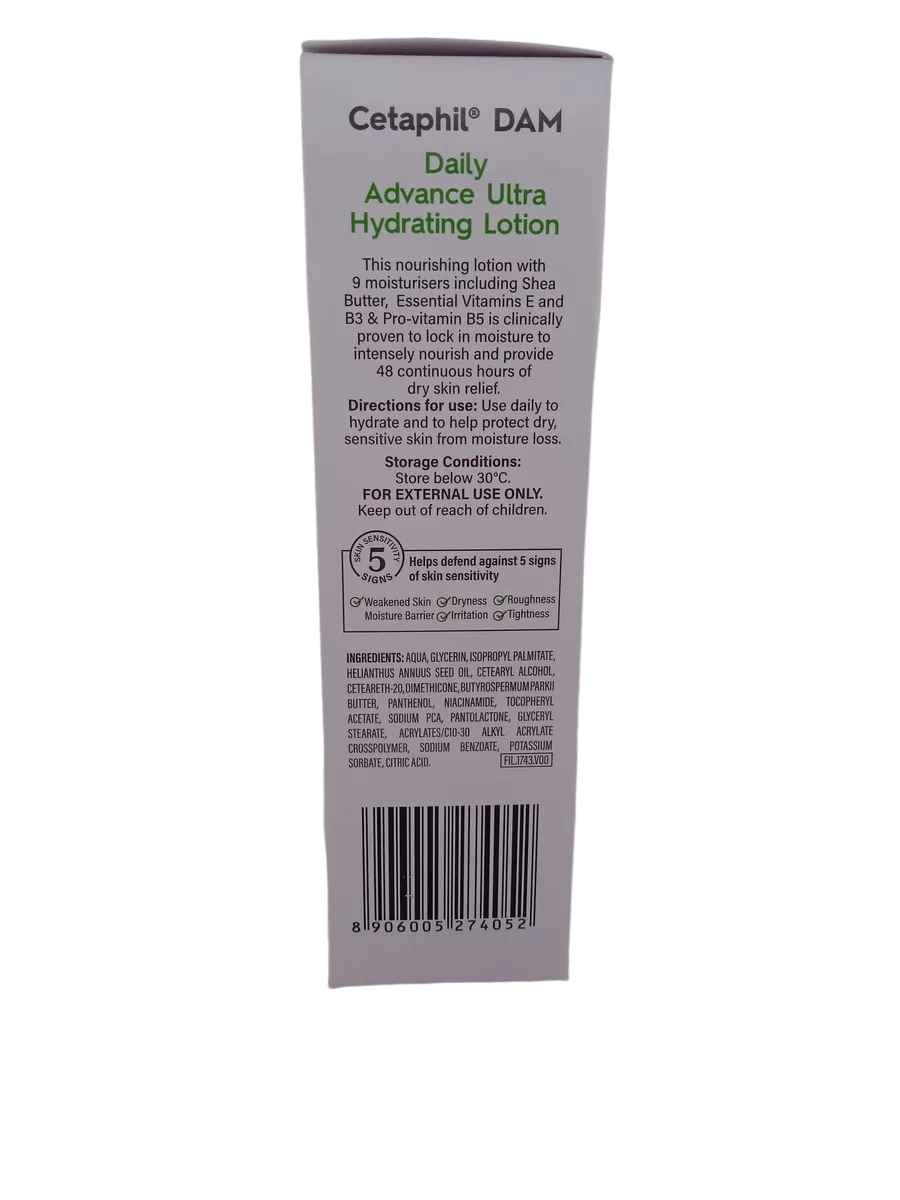 Cetaphil® DAM
Daily
Advance Ultra
Hydrating Lotion
This nourishing lotion with
9 moisturisers including Shea
Butter, Essential Vitamins E and
B3 & Pro-vitamin B5 is clinically
proven to lock in moisture to
intensely nourish and provide
48 continuous hours of
dry skin relief.
Directions for use: Use daily to
hydrate and to help protect dry,
sensitive skin from moisture loss.
Storage Conditions:
Store below 30°C.
FOR EXTERNAL USE ONLY.
Keep out of reach of children.
SKIN SENSITIVITY
5
SIGNS
Helps defend against 5 signs
of skin sensitivity
Weakened Skin Dryness Roughness
Moisture Barrier Irritation Tightness
INGREDIENTS: AQUA, GLYCERIN, ISOPROPYL PALMITATE,
HELIANTHUS ANNUUS SEED OIL, CETEARYL ALCOHOL,
CETEARETH-20, DIMETHICONE, BUTYROSPERMUM PARKII
BUTTER, PANTHENOL, NIACINAMIDE, TOCOPHERYL
ACETATE, SODIUM PCA, PANTOLACTONE, GLYCERYL
STEARATE, ACRYLATES/C10-30 ALKYL ACRYLATE
CROSSPOLYMER, SODIUM BENZOATE, POTASSIUM
SORBATE, CITRIC ACID.
FIL.1743.V00
8 906005 274052